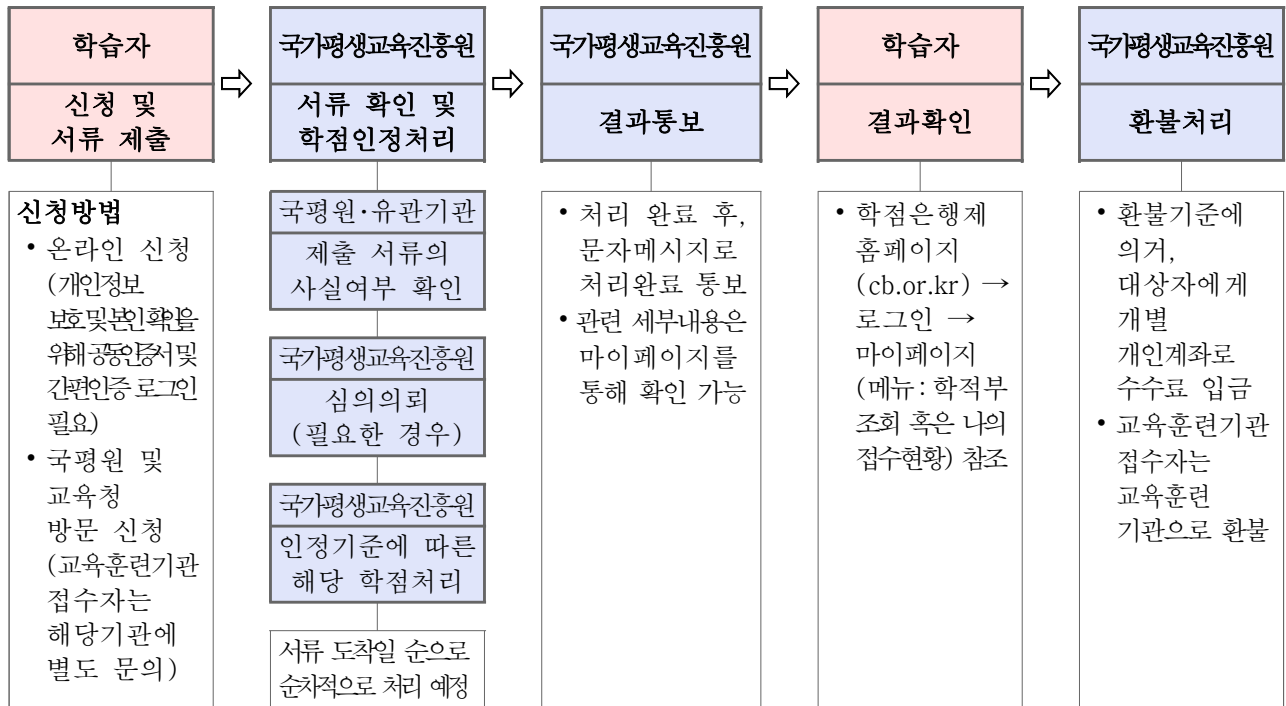 학습자
신청 및
서류 제출
⇨
국가평생교육진흥원
서류 확인 및
학점인정처리
⇨
국가평생교육진흥원
결과통보
⇨
학습자
결과확인
⇨
국가평생교육진흥원
환불처리
신청방법
• 온라인 신청
(개인정보
보호 및 본인 확인을
위해 공동인증서 및
간편인증 로그인
필요)
• 국평원 및
교육청
방문 신청
(교육훈련기관
접수자는
해당기관에
별도 문의)
국평원·유관기관
제출 서류의
사실여부 확인
국가평생교육진흥원
심의의뢰
(필요한 경우)
국가평생교육진흥원
인정기준에 따른
해당 학점처리
서류 도착일 순으로
순차적으로 처리 예정
• 처리 완료 후,
문자메시지로
처리완료 통보
• 관련 세부내용은
마이페이지를
통해 확인 가능
• 학점은행제
홈페이지
(cb.or.kr) →
로그인 →
마이페이지
(메뉴: 학적부
조회 혹은 나의
접수현황) 참조
• 환불기준에
의거,
대상자에게
개별
개인계좌로
수수료 입금
• 교육훈련기관
접수자는
교육훈련
기관으로 환불